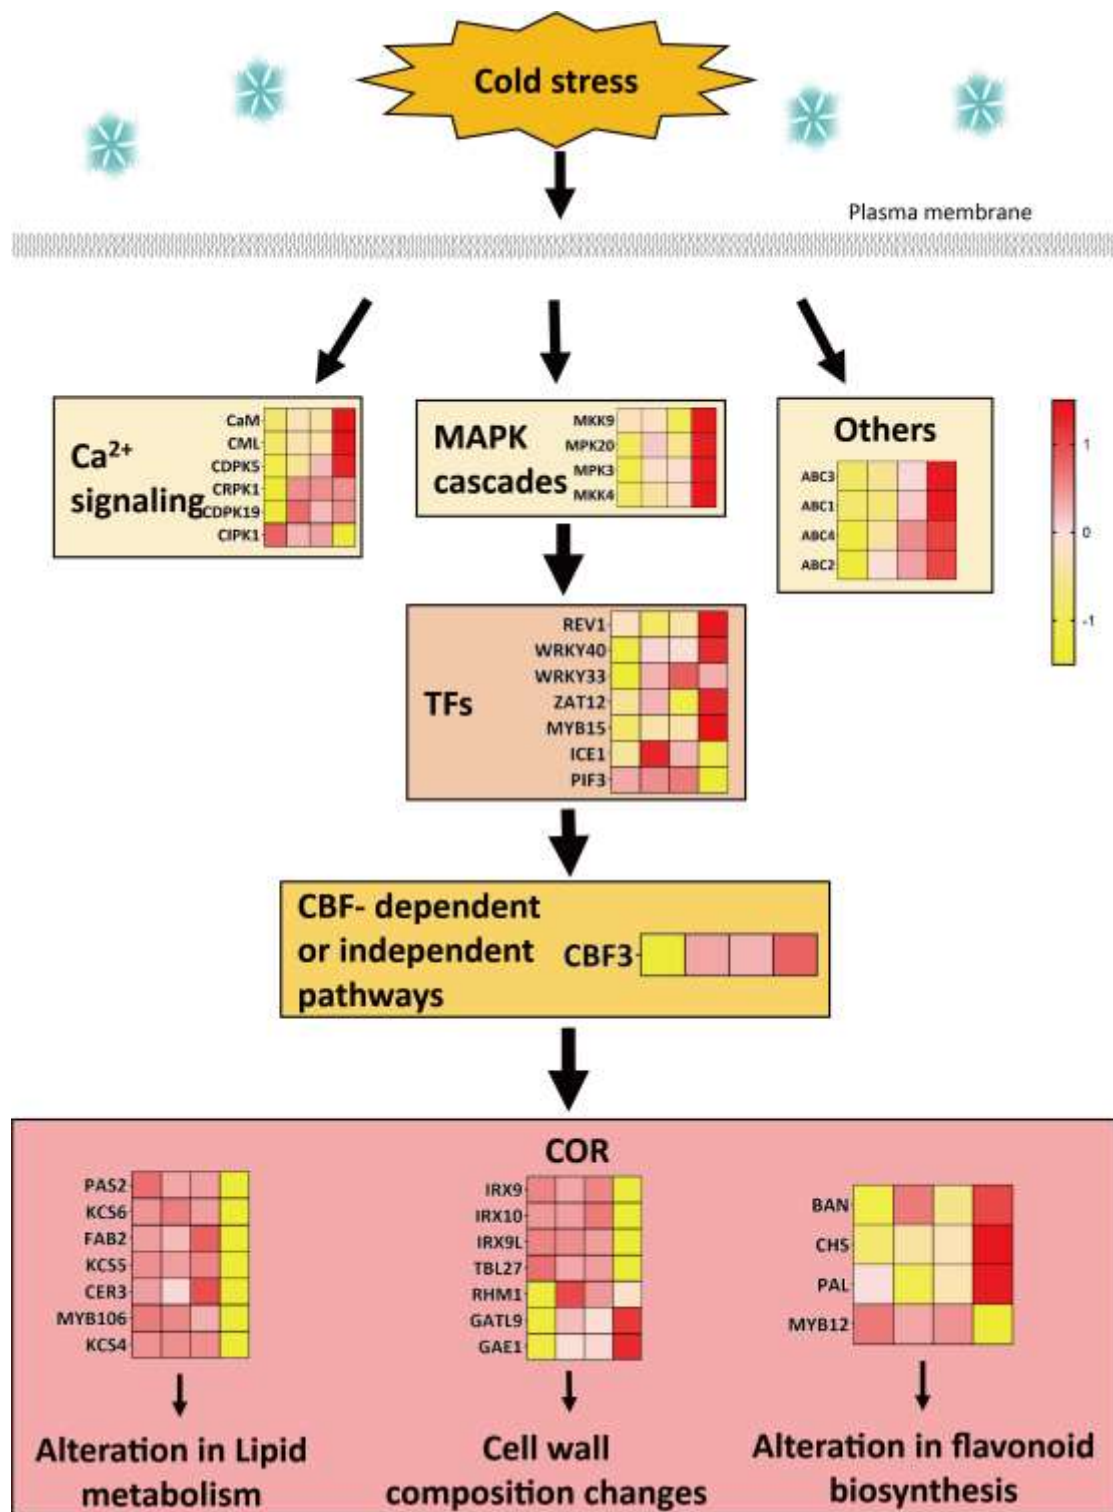 Cold stress
Plasma membrane
Ca2+
signaling
CaM
CML
CDPK5
CRPK1
CDPK19
CIPK1
MAPK
cascades
MKK9
MPK20
MPK3
MKK4
Others
ABC3
ABC1
ABC4
ABC2
1
0
-1
TFs
REV1
WRKY40
WRKY33
ZAT12
MYB15
ICE1
PIF3
CBF- dependent
or independent
pathways
CBF3
COR
PAS2
KCS6
FAB2
KCS5
CER3
MYB106
KCS4
IRX9
IRX10
IRX9L
TBL27
RHM1
GATL9
GAE1
BAN
CHS
PAL
MYB12
Alteration in Lipid
metabolism
Cell wall
composition changes
Alteration in flavonoid
biosynthesis